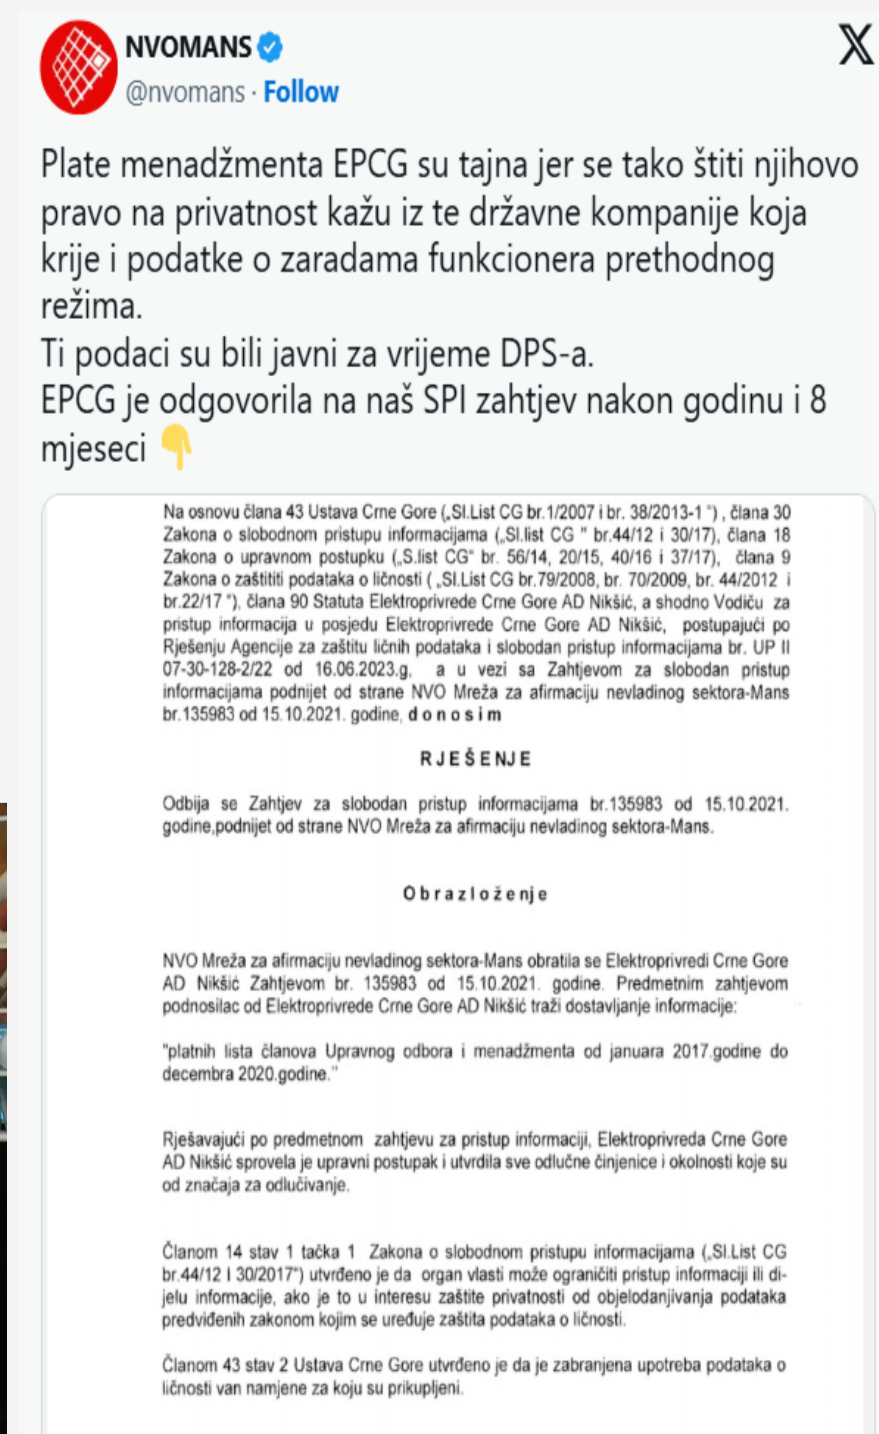 NVOMANS
@nvomans · Follow
Plate menadžmenta EPCG su tajna jer se tako štiti njihovo
pravo na privatnost kažu iz te državne kompanije koja
krije i podatke o zaradama funkcionera prethodnog
režima.
Ti podaci su bili javni za vrijeme DPS-a.
EPCG je odgovorila na naš SPI zahtjev nakon godinu i 8
mjeseci 👇
Na osnovu člana 43 Ustava Crne Gore („Sl.List CG br.1/2007 i br. 38/2013-1 ") , člana 30
Zakona o slobodnom pristupu informacijama („Sl.list CG " br.44/12 i 30/17), člana 18
Zakona o upravnom postupku („S.list CG" br. 56/14, 20/15, 40/16 i 37/17), člana 9
Zakona o zaštititi podataka o ličnosti ( „Sl.List CG br.79/2008, br. 70/2009, br. 44/2012 i
br.22/17 "), člana 90 Statuta Elektroprivrede Crne Gore AD Nikšić, a shodno Vodiču za
pristup informacija u posjedu Elektroprivrede Crne Gore AD Nikšić, postupajući po
Rješenju Agencije za zaštitu ličnih podataka i slobodan pristup informacijama br. UP II
07-30-128-2/22 od 16.06.2023.g, a u vezi sa Zahtjevom za slobodan pristup
informacijama podnijet od strane NVO Mreža za afirmaciju nevladinog sektora-Mans
br.135983 od 15.10.2021. godine, d o n o s i m
R J E Š E N J E
Odbija se Zahtjev za slobodan pristup informacijama br.135983 od 15.10.2021.
godine,podnijet od strane NVO Mreža za afirmaciju nevladinog sektora-Mans.
O b r a z l o ž e nj e
NVO Mreža za afirmaciju nevladinog sektora-Mans obratila se Elektroprivredi Crne Gore
AD Nikšić Zahtjevom br. 135983 od 15.10.2021. godine. Predmetnim zahtjevom
podnosilac od Elektroprivrede Crne Gore AD Nikšić traži dostavljanje informacije:
"platnih lista članova Upravnog odbora i menadžmenta od januara 2017.godine do
decembra 2020.godine."
Rješavajući po predmetnom zahtjevu za pristup informaciji, Elektroprivreda Crne Gore
AD Nikšić sprovela je upravni postupak i utvrdila sve odlučne činjenice i okolnosti koje su
od značaja za odlučivanje.
Članom 14 stav 1 tačka 1 Zakona o slobodnom pristupu informacijama („Sl.List CG
br.44/12 I 30/2017") utvrđeno je da organ vlasti može ograničiti pristup informaciji ili di-
jelu informacije, ako je to u interesu zaštite privatnosti od objelodanjivanja podataka
predviđenih zakonom kojim se uređuje zaštita podataka o ličnosti.
Članom 43 stav 2 Ustava Crne Gore utvrđeno je da je zabranjena upotreba podataka o
ličnosti van namjene za koju su prikupljeni.